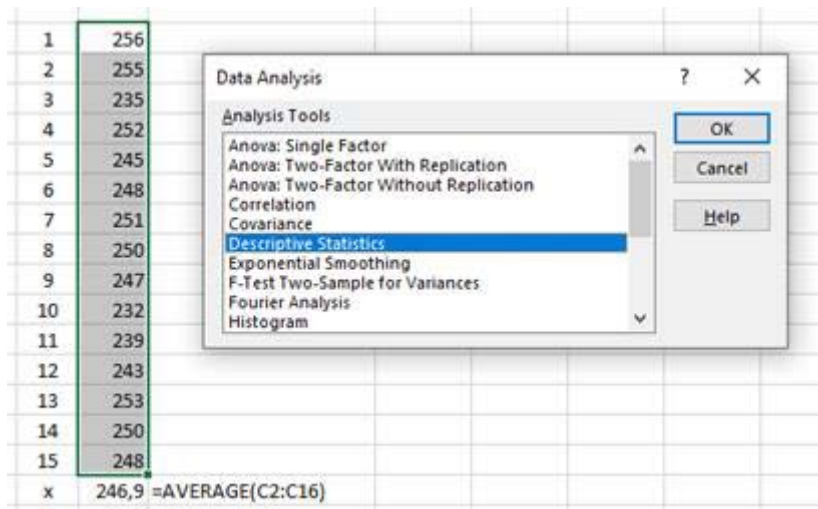 1 256
2 255
3 235
4 252
5 245
6 248
7 251
8 250
9 247
10 232
11 239
12 243
13 253
14 250
15 248
x 246,9 =AVERAGE(C2:C16)
Data Analysis ?
Analysis Tools
Anova: Single Factor
Anova: Two-Factor With Replication
Anova: Two-Factor Without Replication
Correlation
Covariance
Descriptive Statistics
Exponential Smoothing
F-Test Two-Sample for Variances
Fourier Analysis
Histogram
OK
Cancel
Help